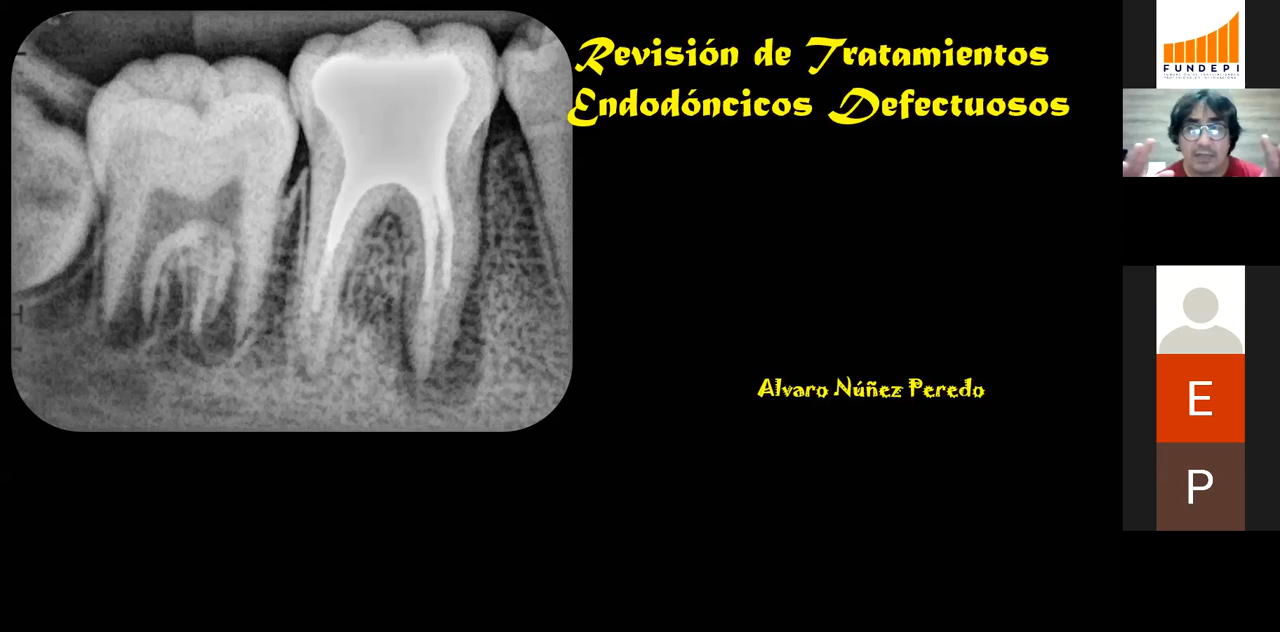 Revisión de Tratamientos
Endodóncicos Defectuosos
Alvaro Núñez Peredo
FUNDEPI
E
P